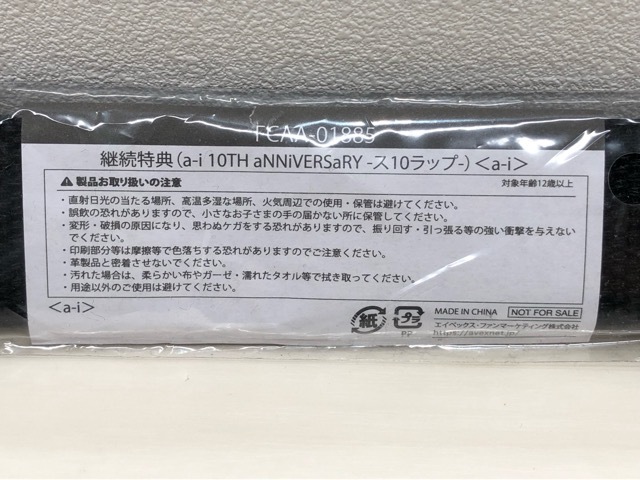 FCAA-01885
継続特典(a-i 10TH aNNiVERSaRY -ス10ラップ-)<a-i>
⚠ 製品お取り扱いの注意 対象年齢12歳以上
・直射日光の当たる場所、高温多湿な場所、火気周辺での使用・保管は避けてください。
・誤飲の恐れがありますので、小さなお子さまの手の届かない所に保管してください。
・変形・破損の原因になり、思わぬケガをする恐れがありますので、振り回す・引っ張る等の強い衝撃を与えない
でください。
・印刷部分等は摩擦等で色落ちする恐れがありますのでご注意ください。
・革製品と密着させないでください。
・汚れた場合は、柔らかい布やガーゼ・濡れたタオル等で拭き取ってください。
・用途以外のご使用はご遠慮ください。
<a-i>
紙 プラ PP
MADE IN CHINA NOT FOR SALE
エイベックス・ファンマーケティング株式会社
https://avexnet.jp/